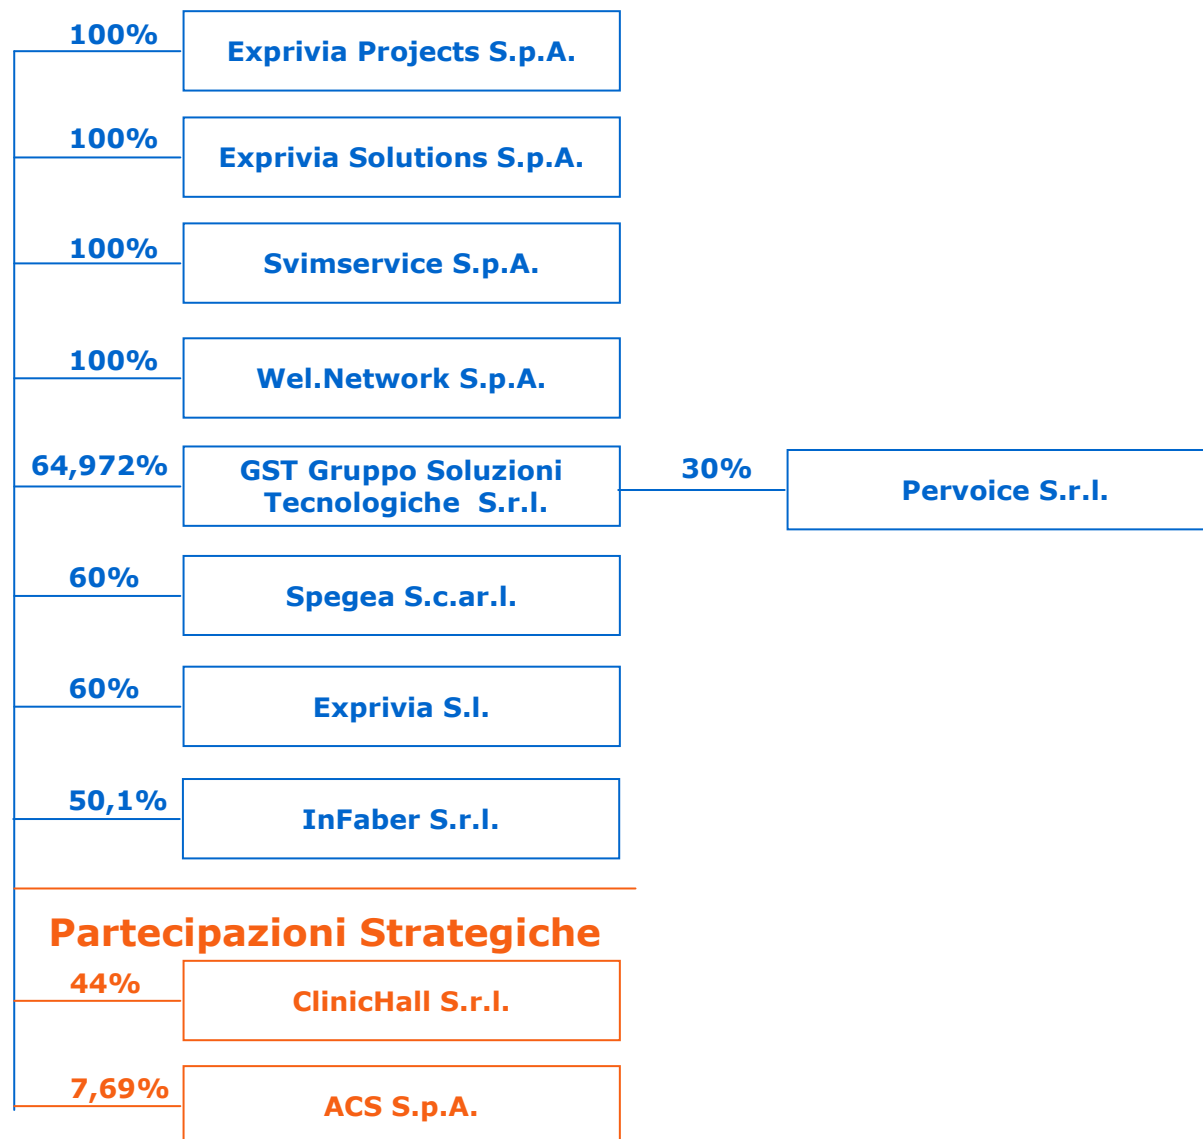 100%
Exprivia Projects S.p.A.
100%
Exprivia Solutions S.p.A.
100%
Svimservice S.p.A.
100%
Wel.Network S.p.A.
64,972%
GST Gruppo Soluzioni
Tecnologiche S.r.l.
30%
Pervoice S.r.l.
60%
Spegea S.c.ar.l.
60%
Exprivia S.l.
50,1%
InFaber S.r.l.
Partecipazioni Strategiche
44%
ClinicHall S.r.l.
7,69%
ACS S.p.A.